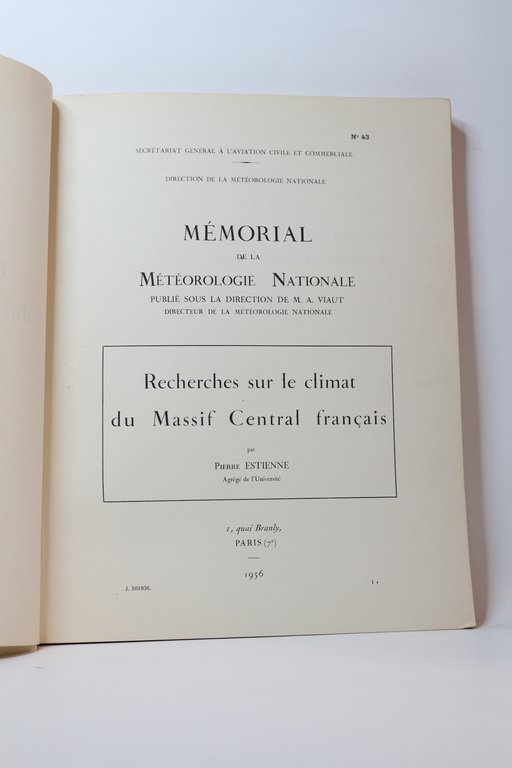 N° 43
SECRÉTARIAT GÉNÉRAL À L'AVIATION CIVILE ET COMMERCIALE
DIRECTION DE LA MÉTÉOROLOGIE NATIONALE
MÉMORIAL
DE LA
MÉTÉOROLOGIE NATIONALE
PUBLIÉ SOUS LA DIRECTION DE M. A. VIAUT
DIRECTEUR DE LA MÉTÉOROLOGIE NATIONALE
Recherches sur le climat
du Massif Central français
par
PIERRE ESTIENNE
Agrégé de l'Université
1, quai Branly,
PARIS (7e)
1956
J. 501936.